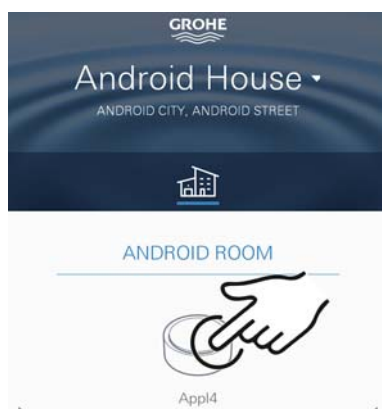 GROHE
Android House
ANDROID CITY, ANDROID STREET
ANDROID ROOM
Appl4